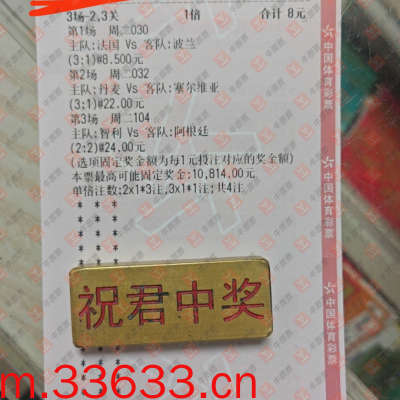 3场-2,3关 1倍 合计 8元
第1场 周二030
主队:法国 Vs 客队:波兰
(3:1)@8.500元
第2场 周二032
主队:丹麦 Vs 客队:塞尔维亚
(3:1)@22.00元
第3场 周二104
主队:智利 Vs 客队:阿根廷
(2:2)@24.00元
(选项固定奖金额为每1元投注对应的奖金额)
本票最高可能固定奖金:10,814.00元
单倍注数:2x1*3注,3x1*1注;共4注
中国体育彩票
中国体育彩票
中国体育彩票
祝君中奖
m.33633.cn